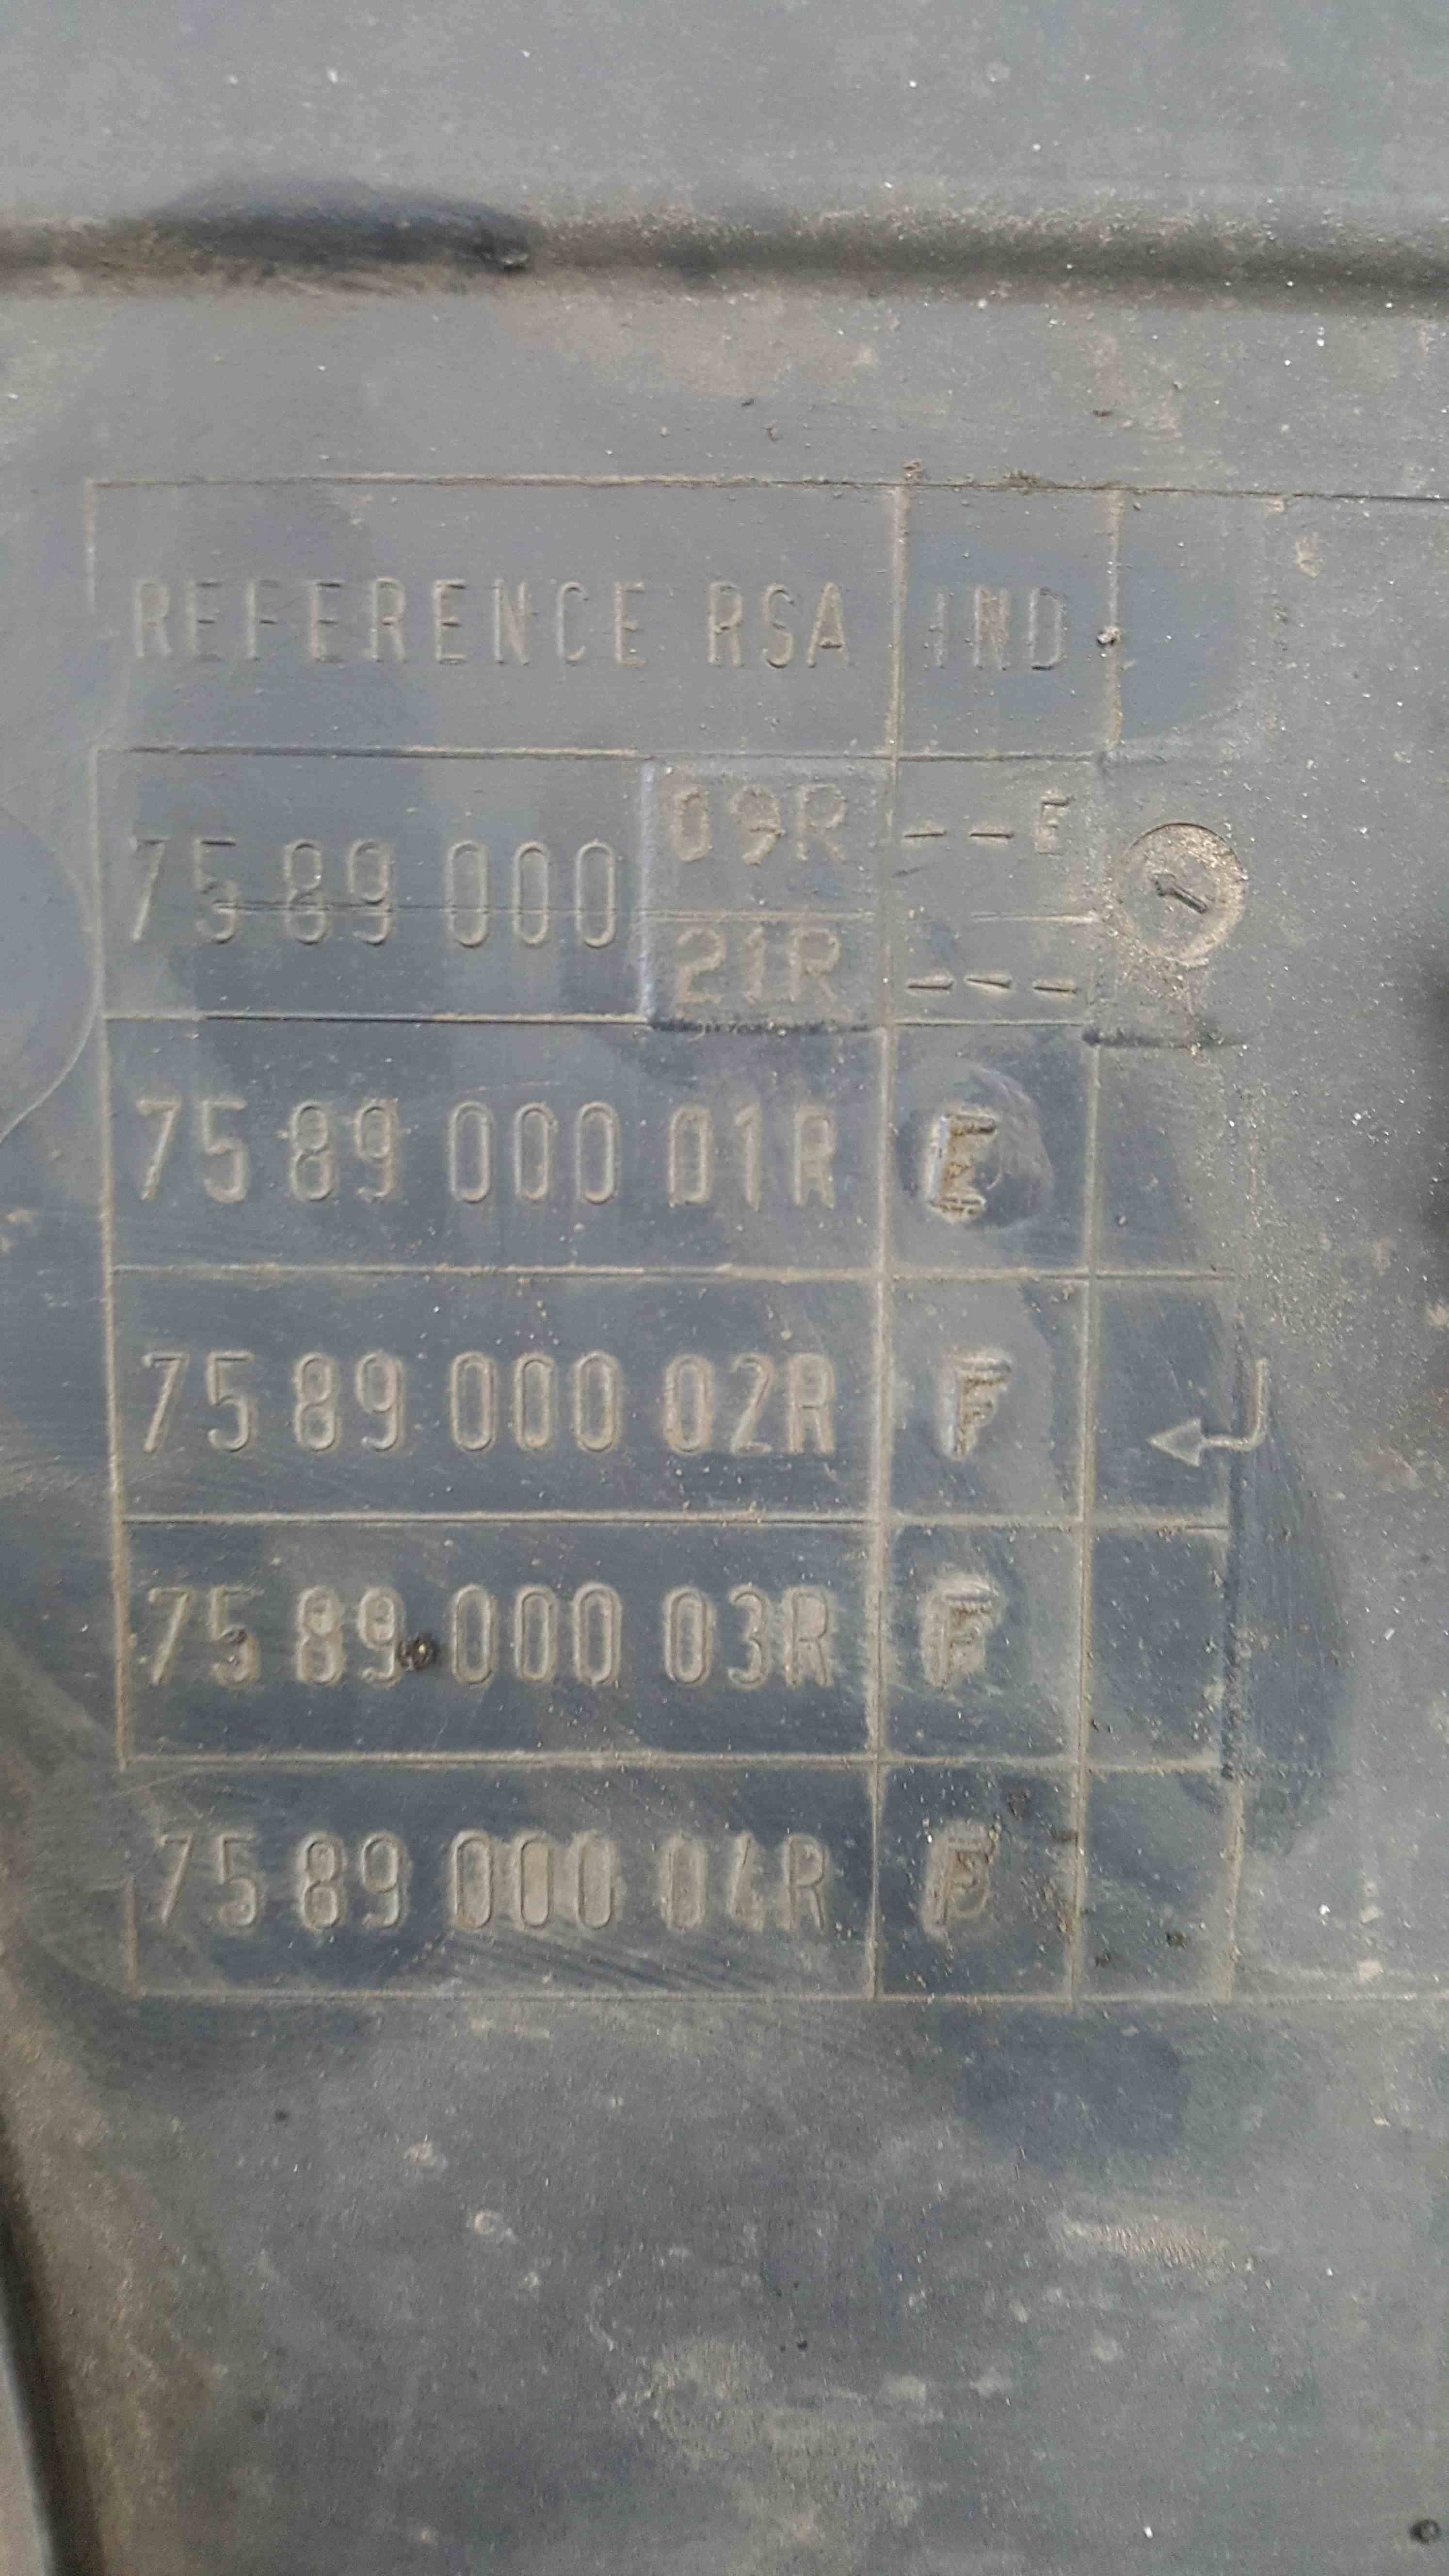 REFERENCE RSA IND
75 89 000 09R --E
21R ---
75 89 000 01R E
75 89 000 02R F
75 89 000 03R F
75 89 000 04R F